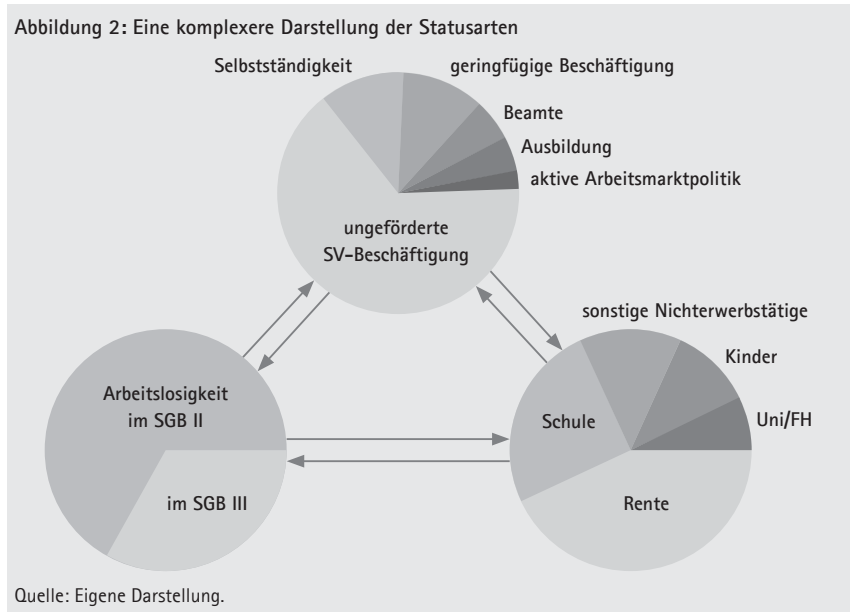 Abbildung 2: Eine komplexere Darstellung der Statusarten
Selbstständigkeit
geringfügige Beschäftigung
Beamte
Ausbildung
aktive Arbeitsmarktpolitik
ungeförderte
SV-Beschäftigung
sonstige Nichterwerbstätige
Kinder
Uni/FH
Schule
Rente
Arbeitslosigkeit
im SGB II
im SGB III
Quelle: Eigene Darstellung.